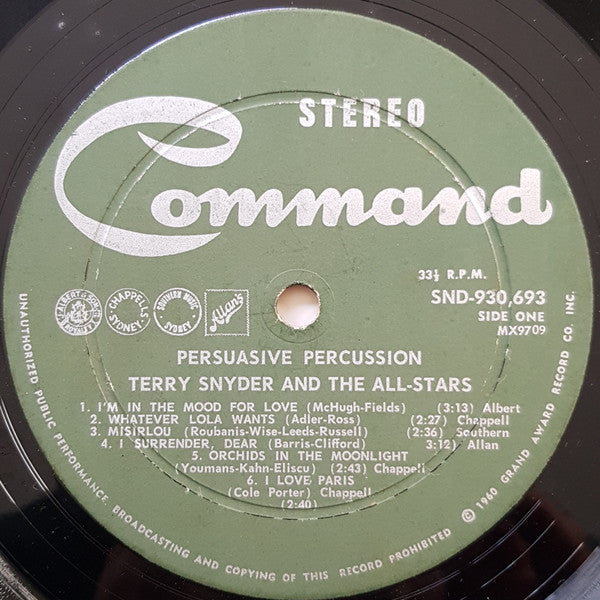 STEREO
Command
33⅓ R.P.M.
SND-930,693
SIDE ONE
MX9709
CHAPPELLS SYDNEY
SOUTHERN MUSIC SYDNEY
Allans
PERSUASIVE PERCUSSION
TERRY SNYDER AND THE ALL-STARS
1. I'M IN THE MOOD FOR LOVE (McHugh-Fields) (3:13) Albert
2. WHATEVER LOLA WANTS (Adler-Ross) (2:27) Chappell
3. MISIRLOU (Roubanis-Wise-Leeds-Russell) (2:36) Southern
4. I SURRENDER, DEAR (Barris-Clifford) 3:12) Allan
5. ORCHIDS IN THE MOONLIGHT
(Youmans-Kahn-Eliscu) (2:43) Chappell
6. I LOVE PARIS
(Cole Porter) Chappell
(2:40)
UNAUTHORIZED PUBLIC PERFORMANCE BROADCASTING AND COPYING OF THIS RECORD PROHIBITED © 1960 GRAND AWARD RECORD CO. INC.